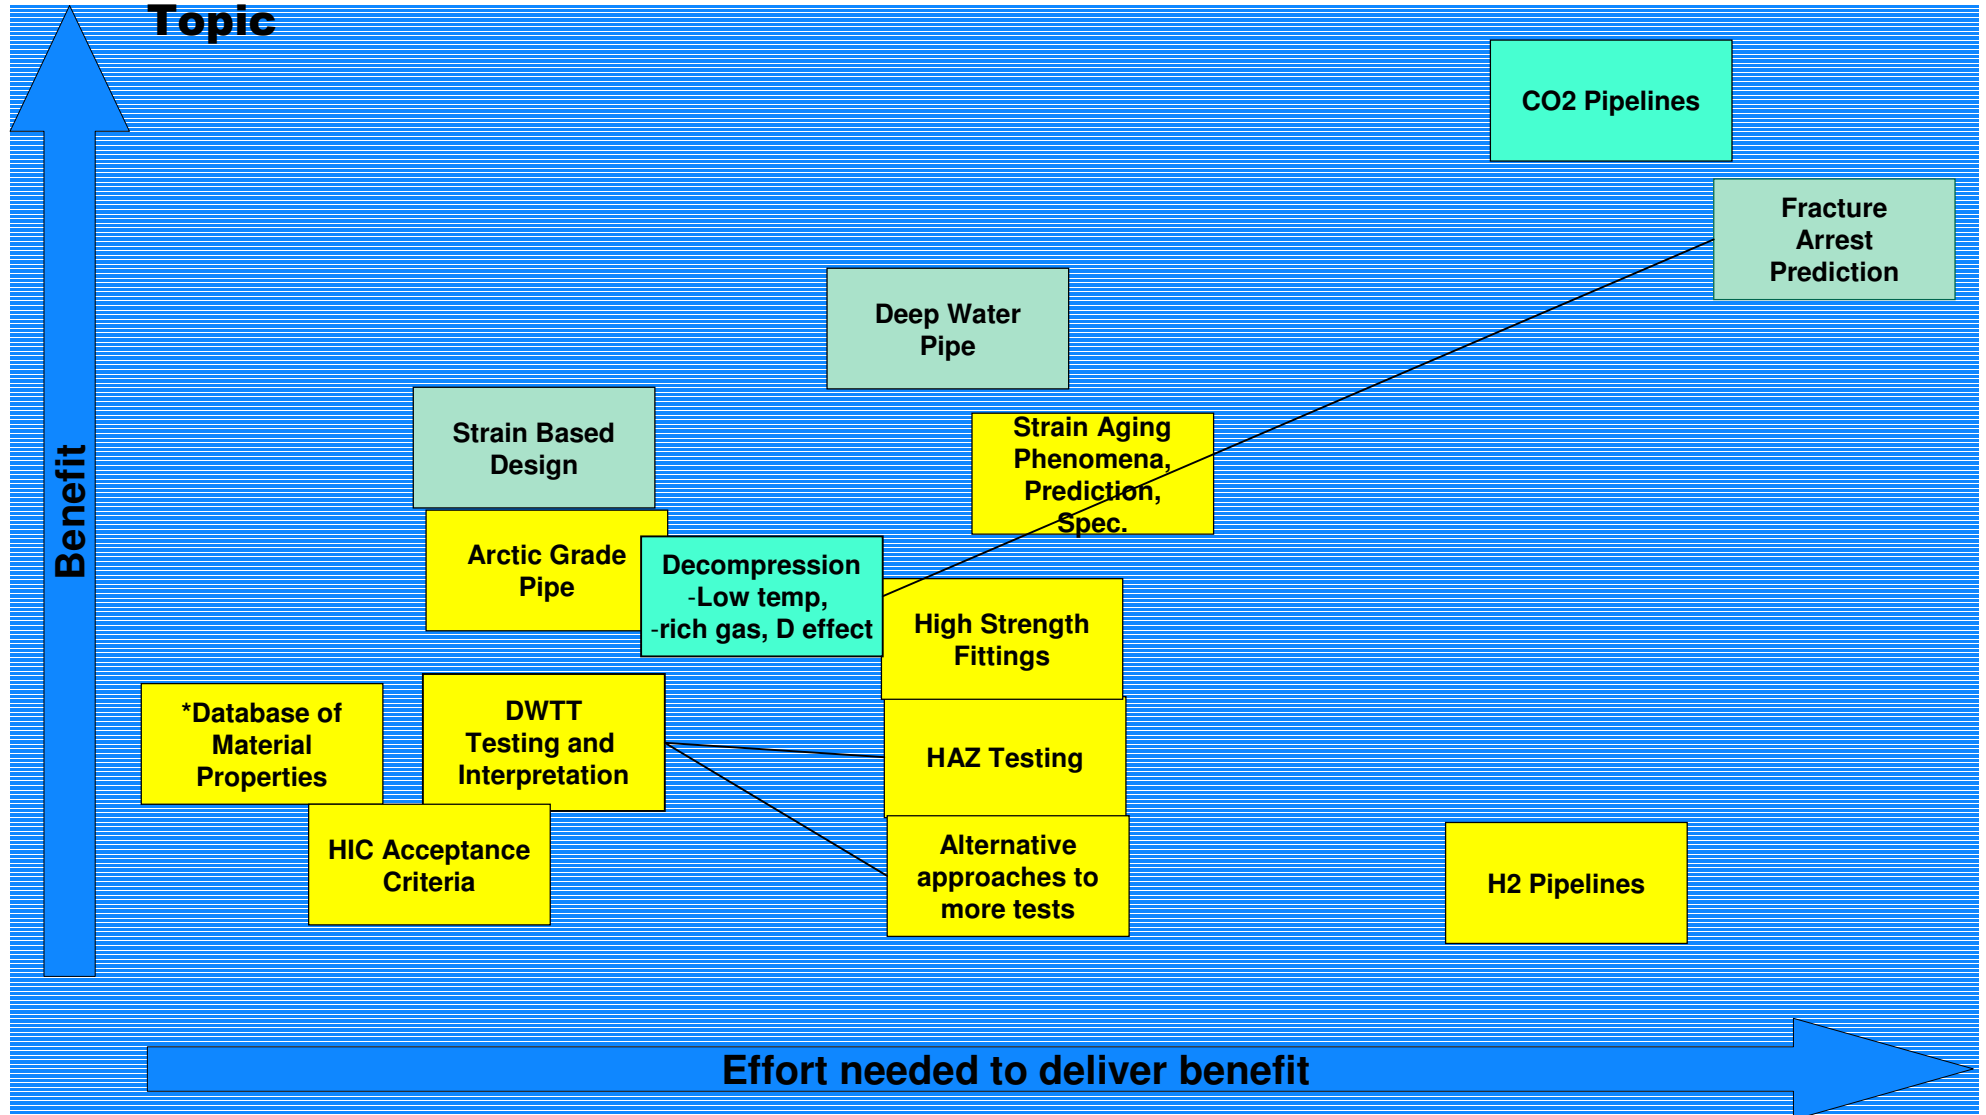 Topic
CO2 Pipelines
Fracture
Arrest
Prediction
Deep Water
Pipe
Strain Based
Design
Strain Aging
Phenomena,
Prediction,
Spec.
Benefit
Arctic Grade
Pipe
Decompression
-Low temp,
-rich gas, D effect
High Strength
Fittings
*Database of
Material
Properties
DWTT
Testing and
Interpretation
HAZ Testing
HIC Acceptance
Criteria
Alternative
approaches to
more tests
H2 Pipelines
Effort needed to deliver benefit